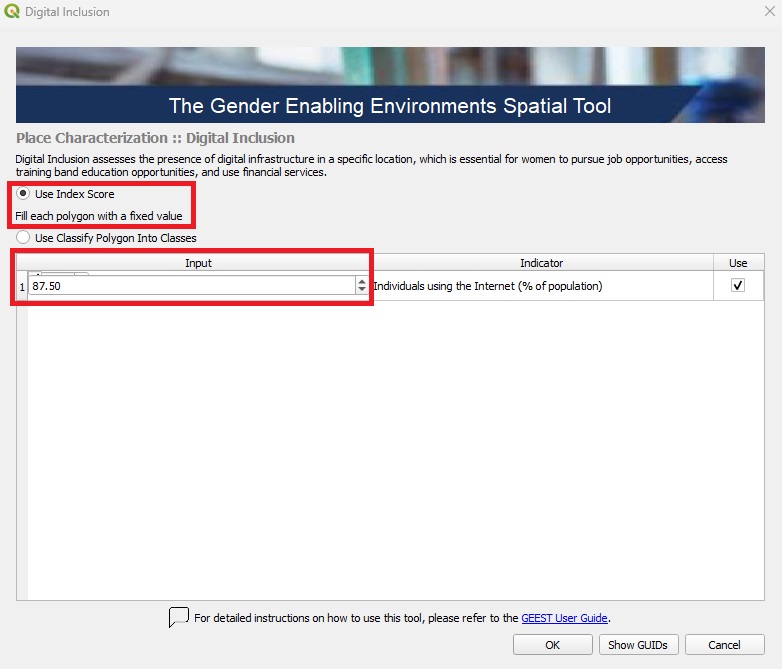 Digital Inclusion
The Gender Enabling Environments Spatial Tool
Place Characterization :: Digital Inclusion
Digital Inclusion assesses the presence of digital infrastructure in a specific location, which is essential for women to pursue job opportunities, access
training band education opportunities, and use financial services.
Use Index Score
Fill each polygon with a fixed value
Use Classify Polygon Into Classes
Input Indicator Use
1 87.50 Individuals using the Internet (% of population)
For detailed instructions on how to use this tool, please refer to the GEEST User Guide.
OK Show GUIDs Cancel